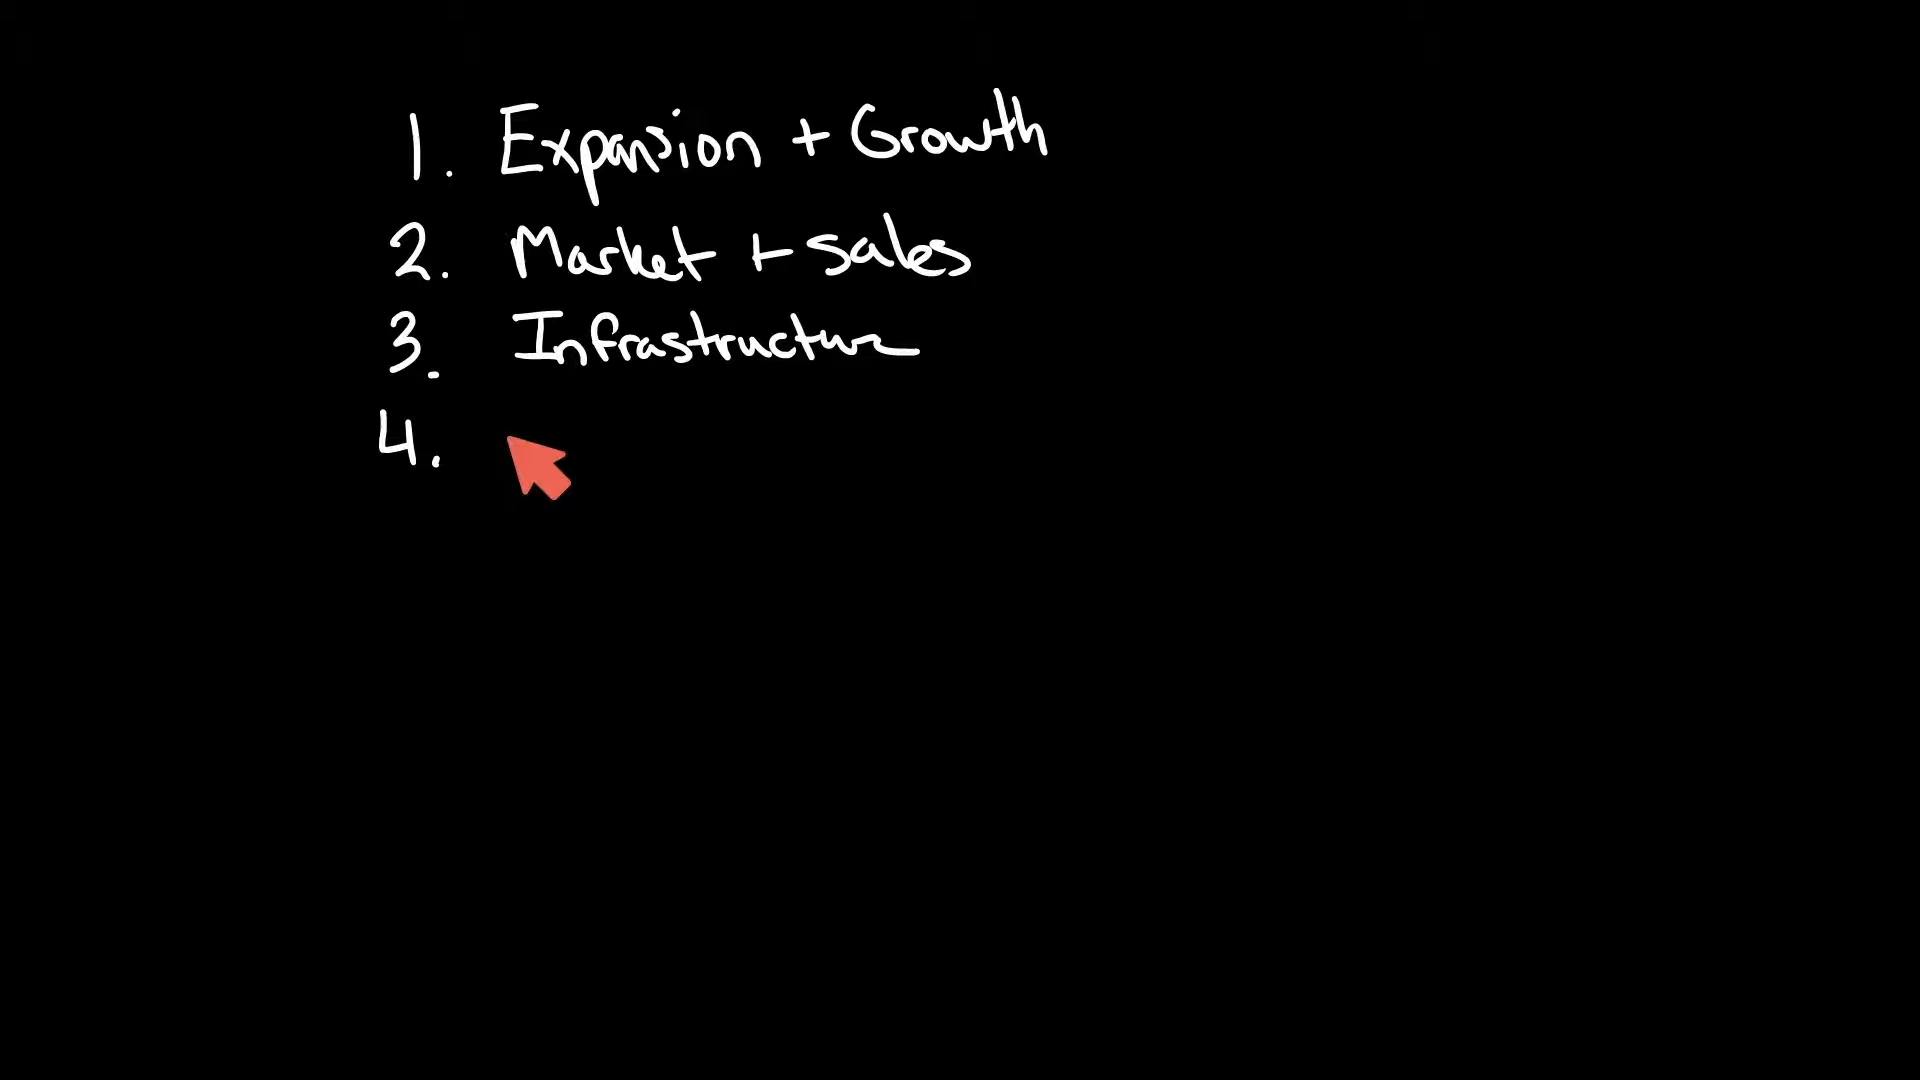 1. Expansion + Growth
2. Market + Sales
3. Infrastructure
4.